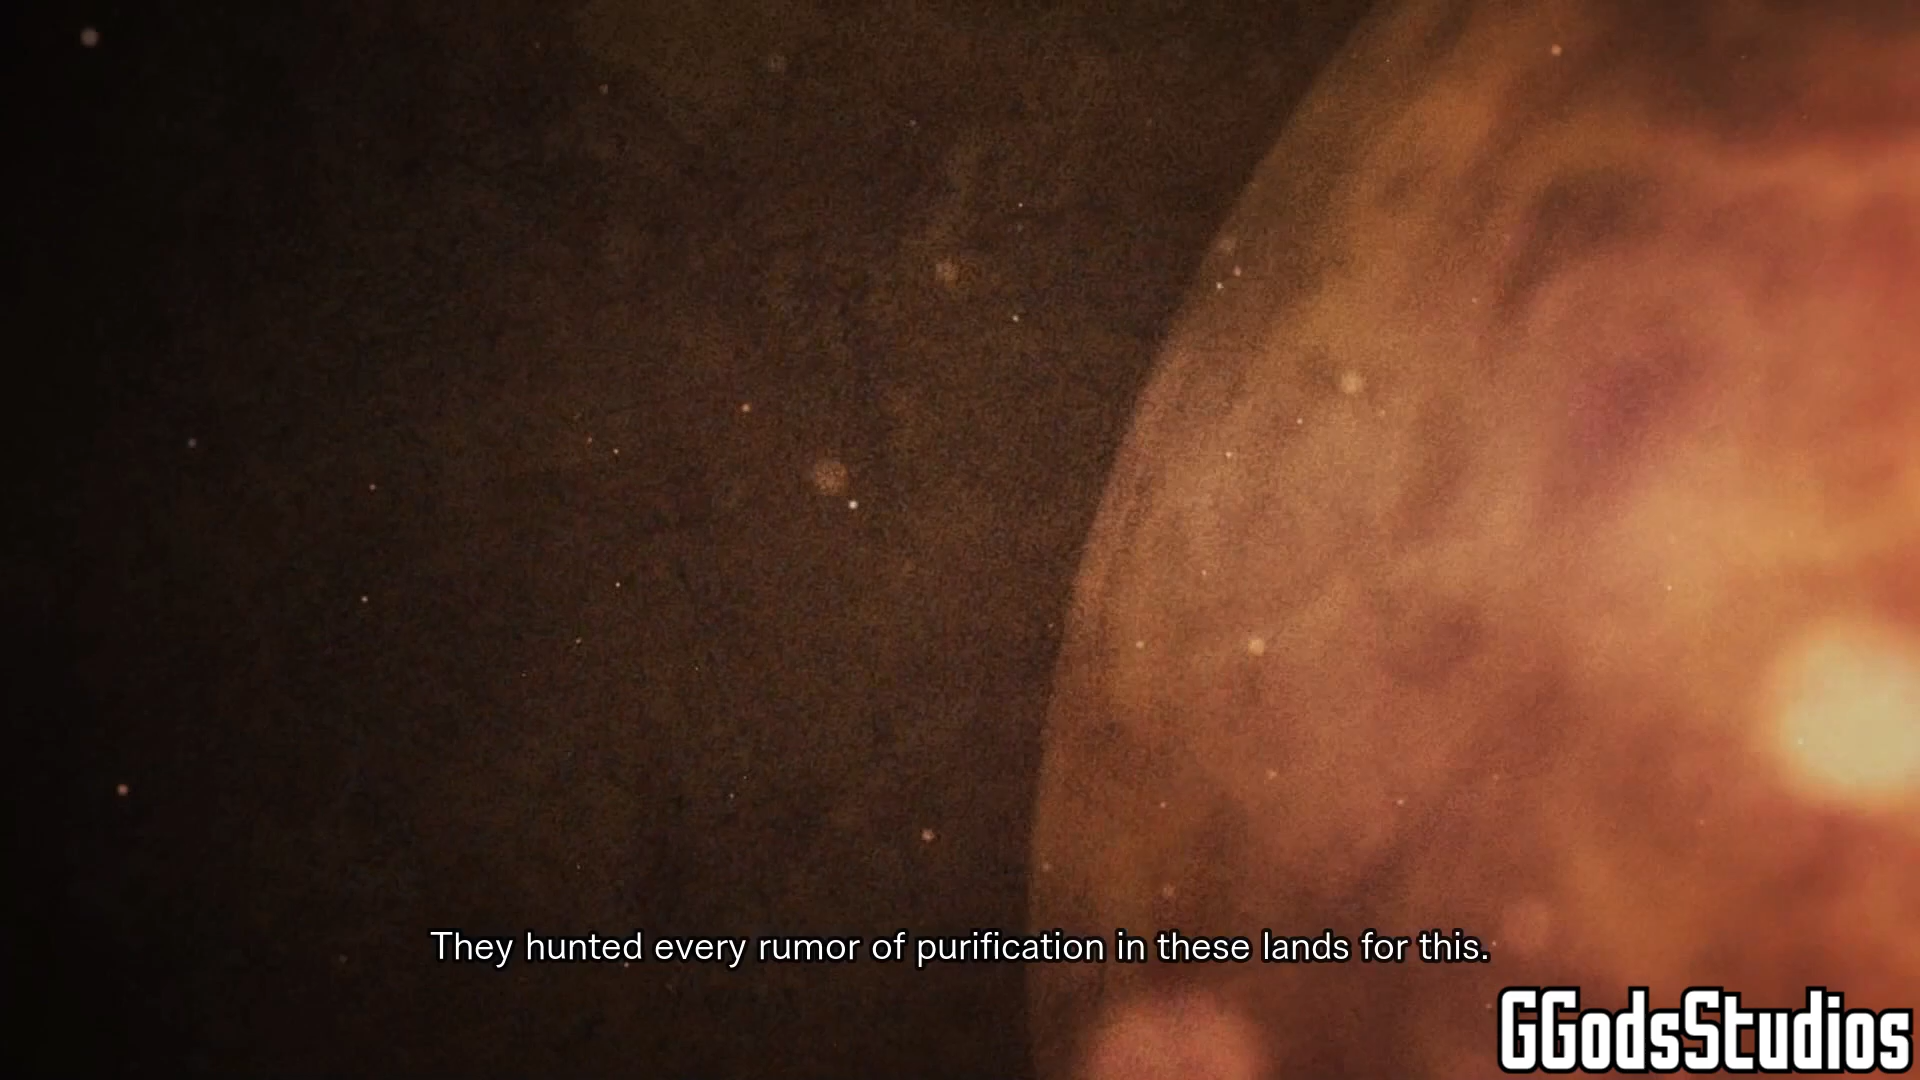 They hunted every rumor of purification in these lands for this.
GGodsStudios